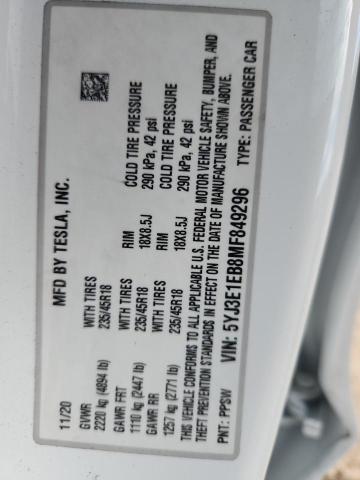 MFD BY TESLA, INC.
11/20
GVWR
2220 kg (4894 lb)
GAWR FRT WITH TIRES RIM COLD TIRE PRESSURE
1110 kg (2447 lb) 235/45R18 18X8.5J 290 kPa, 42 psi
GAWR RR WITH TIRES RIM COLD TIRE PRESSURE
1257 kg (2771 lb) 235/45R18 18X8.5J 290 kPa, 42 psi
THIS VEHICLE CONFORMS TO ALL APPLICABLE U.S. FEDERAL MOTOR VEHICLE SAFETY, BUMPER, AND
THEFT PREVENTION STANDARDS IN EFFECT ON THE DATE OF MANUFACTURE SHOWN ABOVE.
VIN: 5YJ3E1EB8MF849296 TYPE: PASSENGER CAR
PNT: PPSW